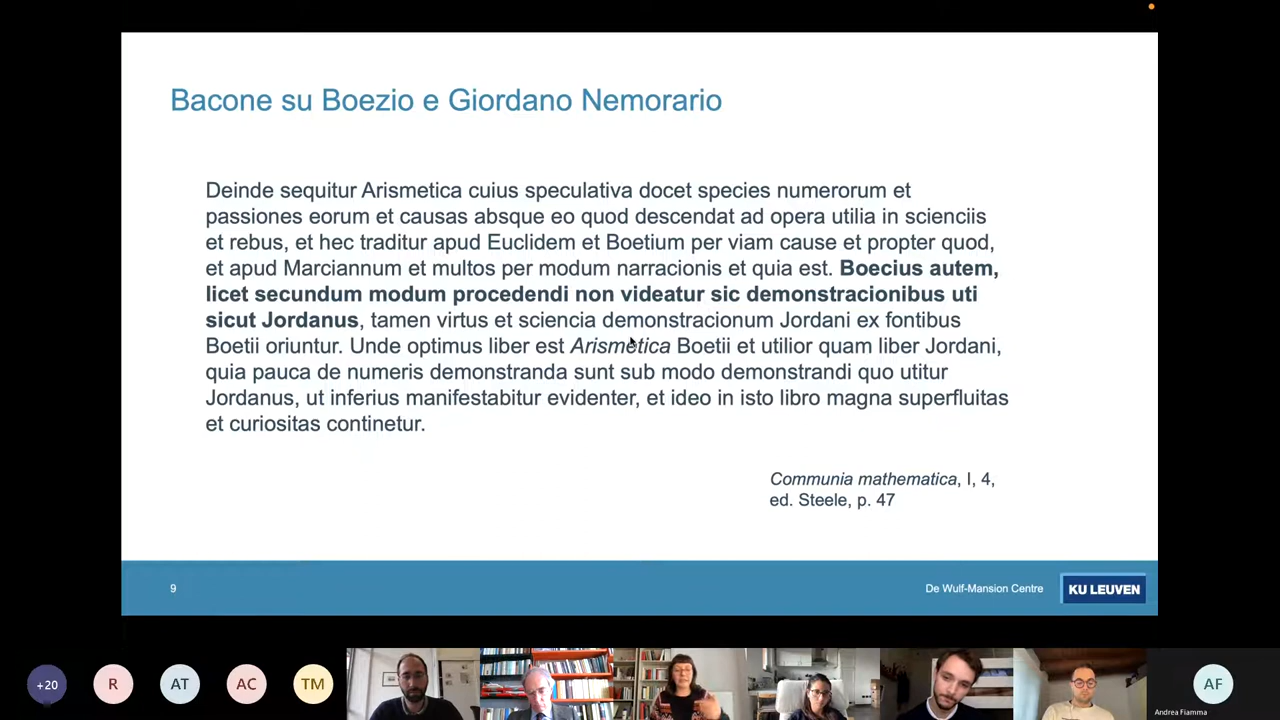 Bacone su Boezio e Giordano Nemorario
Deinde sequitur Arismetica cuius speculativa docet species numerorum et
passiones eorum et causas absque eo quod descendat ad opera utilia in scienciis
et rebus, et hec traditur apud Euclidem et Boetium per viam cause et propter quod,
et apud Marciannum et multos per modum narracionis et quia est. Boecius autem,
licet secundum modum procedendi non videatur sic demonstracionibus uti
sicut Jordanus, tamen virtus et sciencia demonstracionum Jordani ex fontibus
Boetii oriuntur. Unde optimus liber est Arismetica Boetii et utilior quam liber Jordani,
quia pauca de numeris demonstranda sunt sub modo demonstrandi quo utitur
Jordanus, ut inferius manifestabitur evidenter, et ideo in isto libro magna superfluitas
et curiositas continetur.
Communia mathematica, I, 4,
ed. Steele, p. 47
9
De Wulf-Mansion Centre
KU LEUVEN
+20
R
AT
AC
TM
AF
Andrea Fiamma